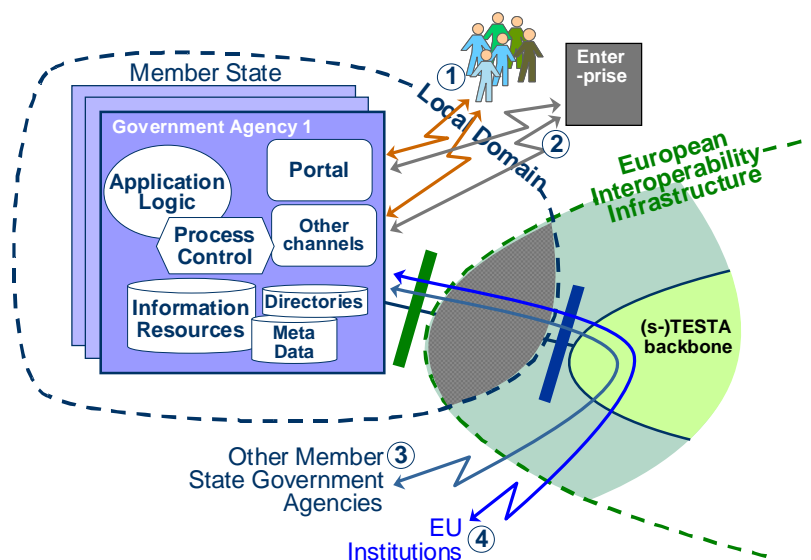 Member State
1
Enter
-prise
Local Domain
Government Agency 1
2
Portal
Application
Logic
European
Interoperability
Infrastructure
Other
channels
Process
Control
Information
Resources
Directories
Meta
Data
(s-)TESTA
backbone
Other Member
State Government
Agencies
3
EU
Institutions
4